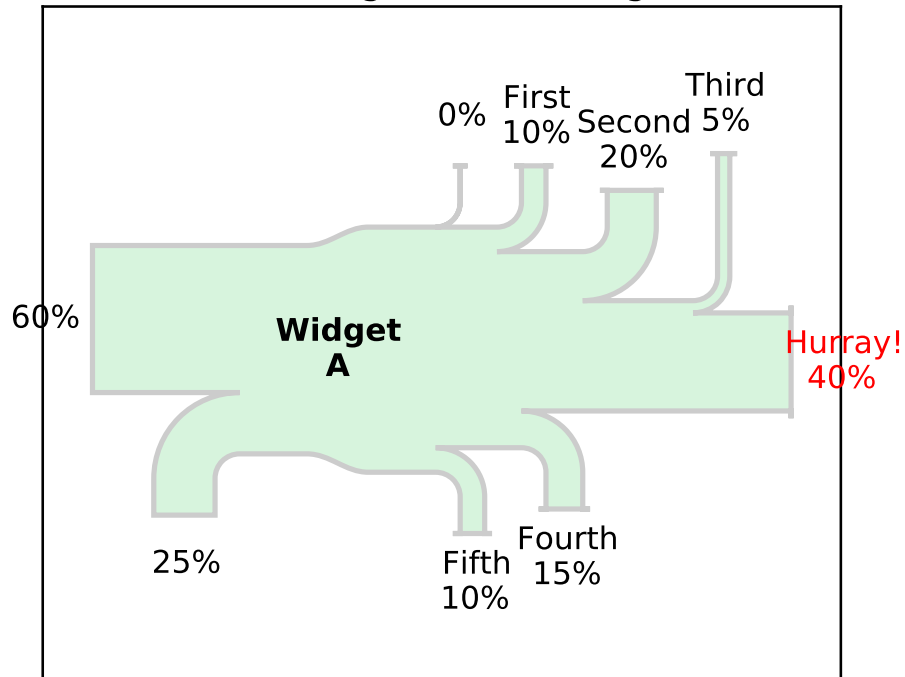 0%
First
10%
Second
20%
Third
5%
60%
Widget
A
Hurray!
40%
25%
Fifth
10%
Fourth
15%